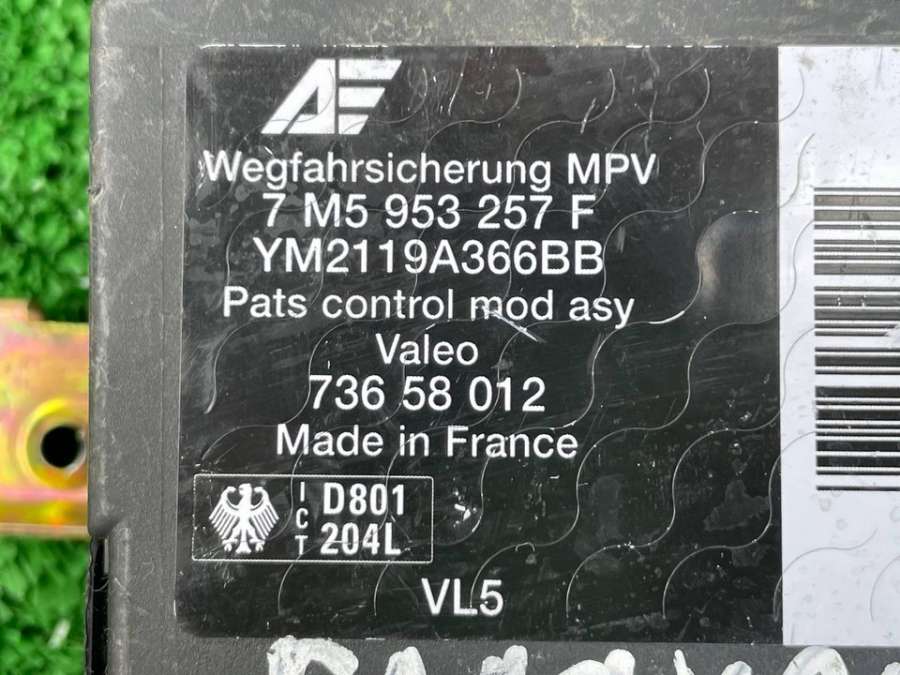 AE
Wegfahrsicherung MPV
7 M5 953 257 F
YM2119A366BB
Pats control mod asy
Valeo
736 58 012
Made in France
ICT D801
204L
VL5